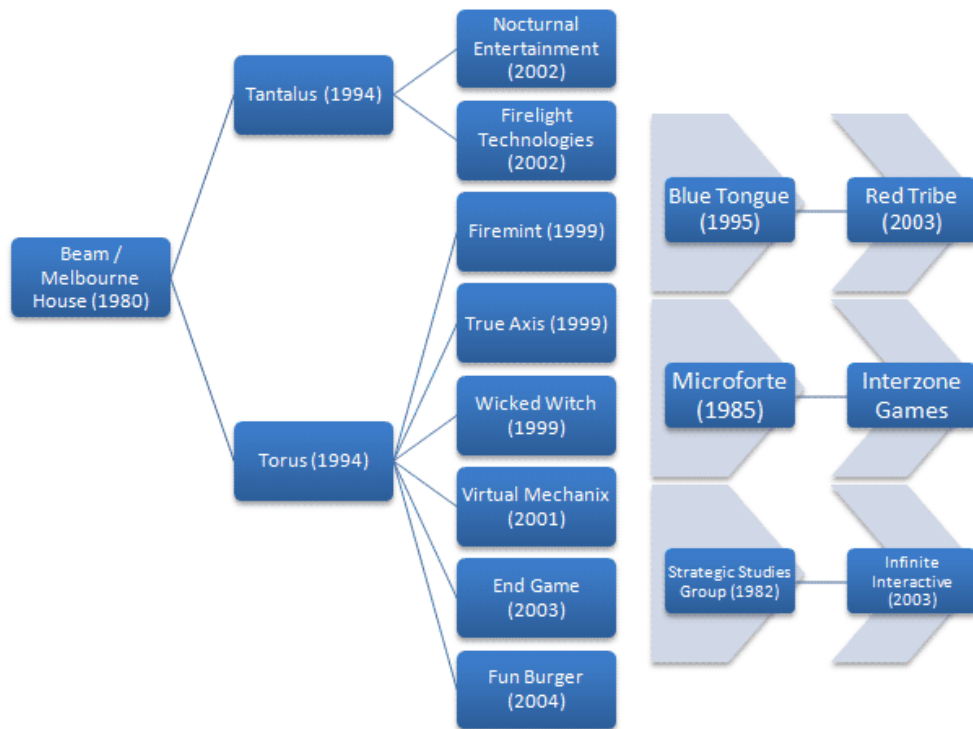 Beam /
Melbourne
House (1980)
Tantalus (1994)
Torus (1994)
Nocturnal
Entertainment
(2002)
Firelight
Technologies
(2002)
Firemint (1999)
True Axis (1999)
Wicked Witch
(1999)
Virtual Mechanix
(2001)
End Game
(2003)
Fun Burger
(2004)
Blue Tongue
(1995)
Red Tribe
(2003)
Microforte
(1985)
Interzone
Games
Strategic Studies
Group (1982)
Infinite
Interactive
(2003)